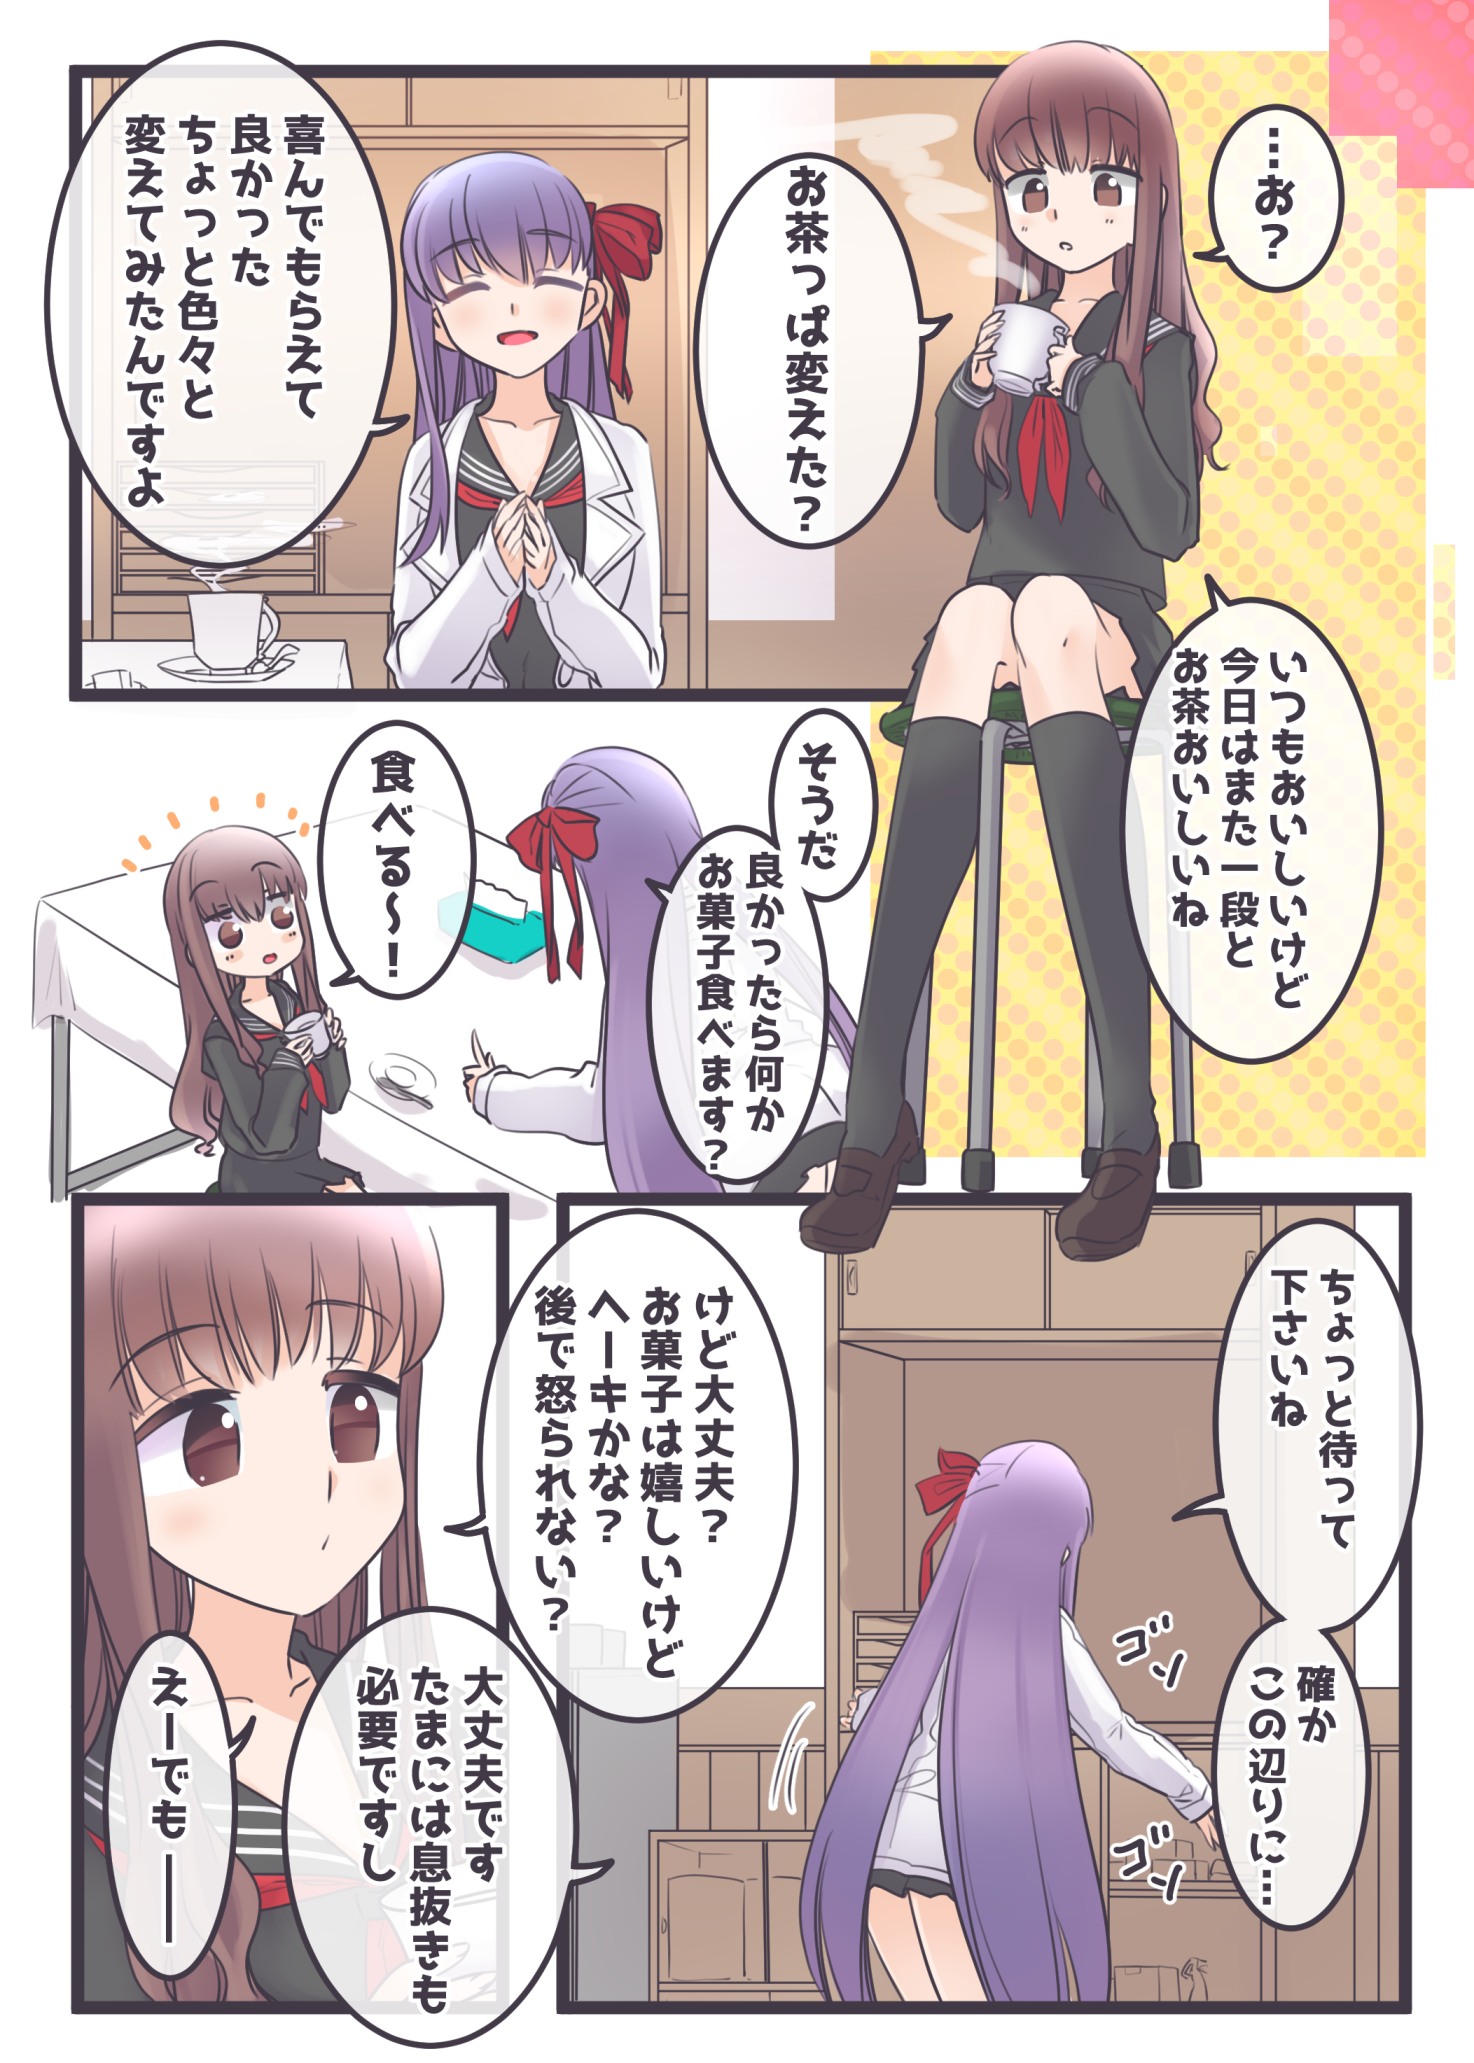 …お?
いつもおいしいけど
今日はまた一段と
お茶おいしいね
お茶っぱ変えた?
喜んでもらえて
良かった
ちょっと色々と
変えてみたんですよ
そうだ
良かったら何か
お菓子食べます?
食べる〜!
ちょっと待って
下さいね
確か
この辺りに…
ゴソ
ゴソ
けど大丈夫?
お菓子は嬉しいけど
ヘーキかな?
後で怒られない?
大丈夫です
たまには息抜きも
必要ですし
えーでも──